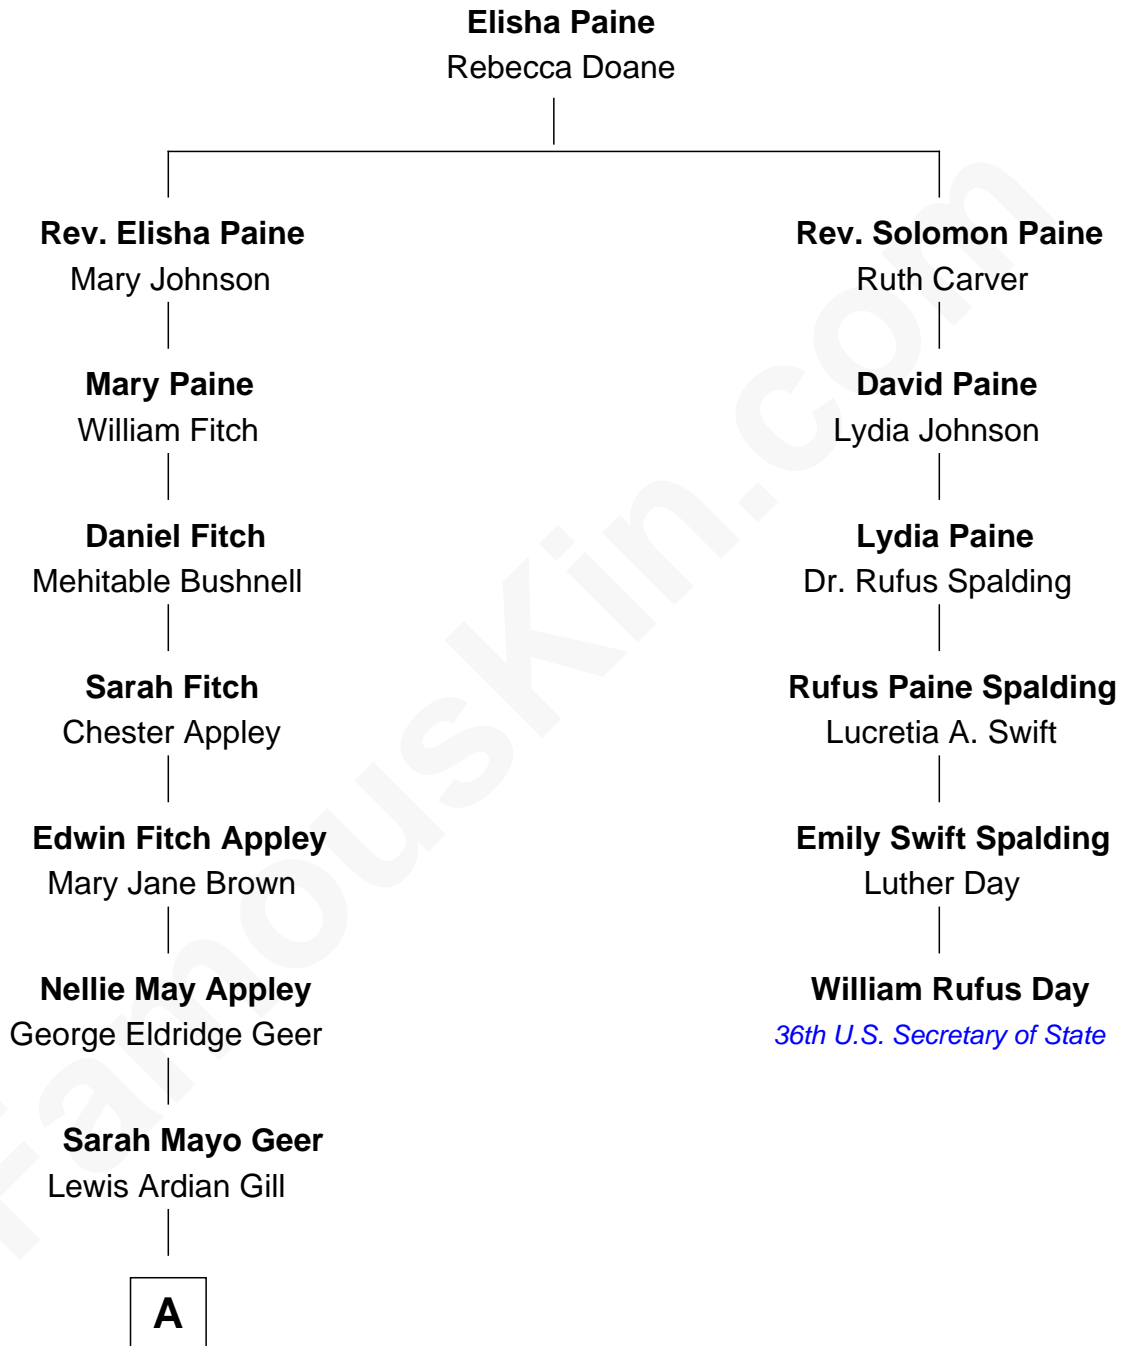 Elisha Paine
Rebecca Doane
Rev. Elisha Paine
Mary Johnson
Mary Paine
William Fitch
Daniel Fitch
Mehitable Bushnell
Sarah Fitch
Chester Appley
Edwin Fitch Appley
Mary Jane Brown
Nellie May Appley
George Eldridge Geer
Sarah Mayo Geer
Lewis Ardian Gill
A
Rev. Solomon Paine
Ruth Carver
David Paine
Lydia Johnson
Lydia Paine
Dr. Rufus Spalding
Rufus Paine Spalding
Lucretia A. Swift
Emily Swift Spalding
Luther Day
William Rufus Day
36th U.S. Secretary of State
FamousKin.com